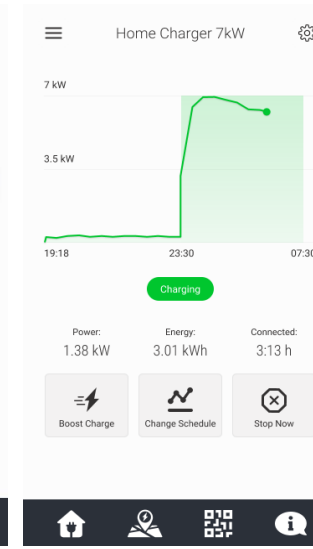 Home Charger 7kW
7 kW
3.5 kW
19:18 23:30 07:30
Charging
Power: Energy: Connected:
1.38 kW 3.01 kWh 3:13 h
Boost Charge Change Schedule Stop Now